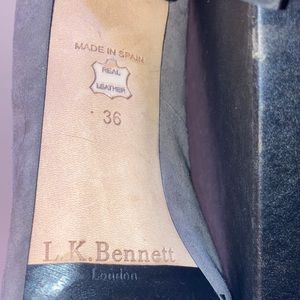 MADE IN SPAIN
REAL
LEATHER
36
L.K.Bennett
London